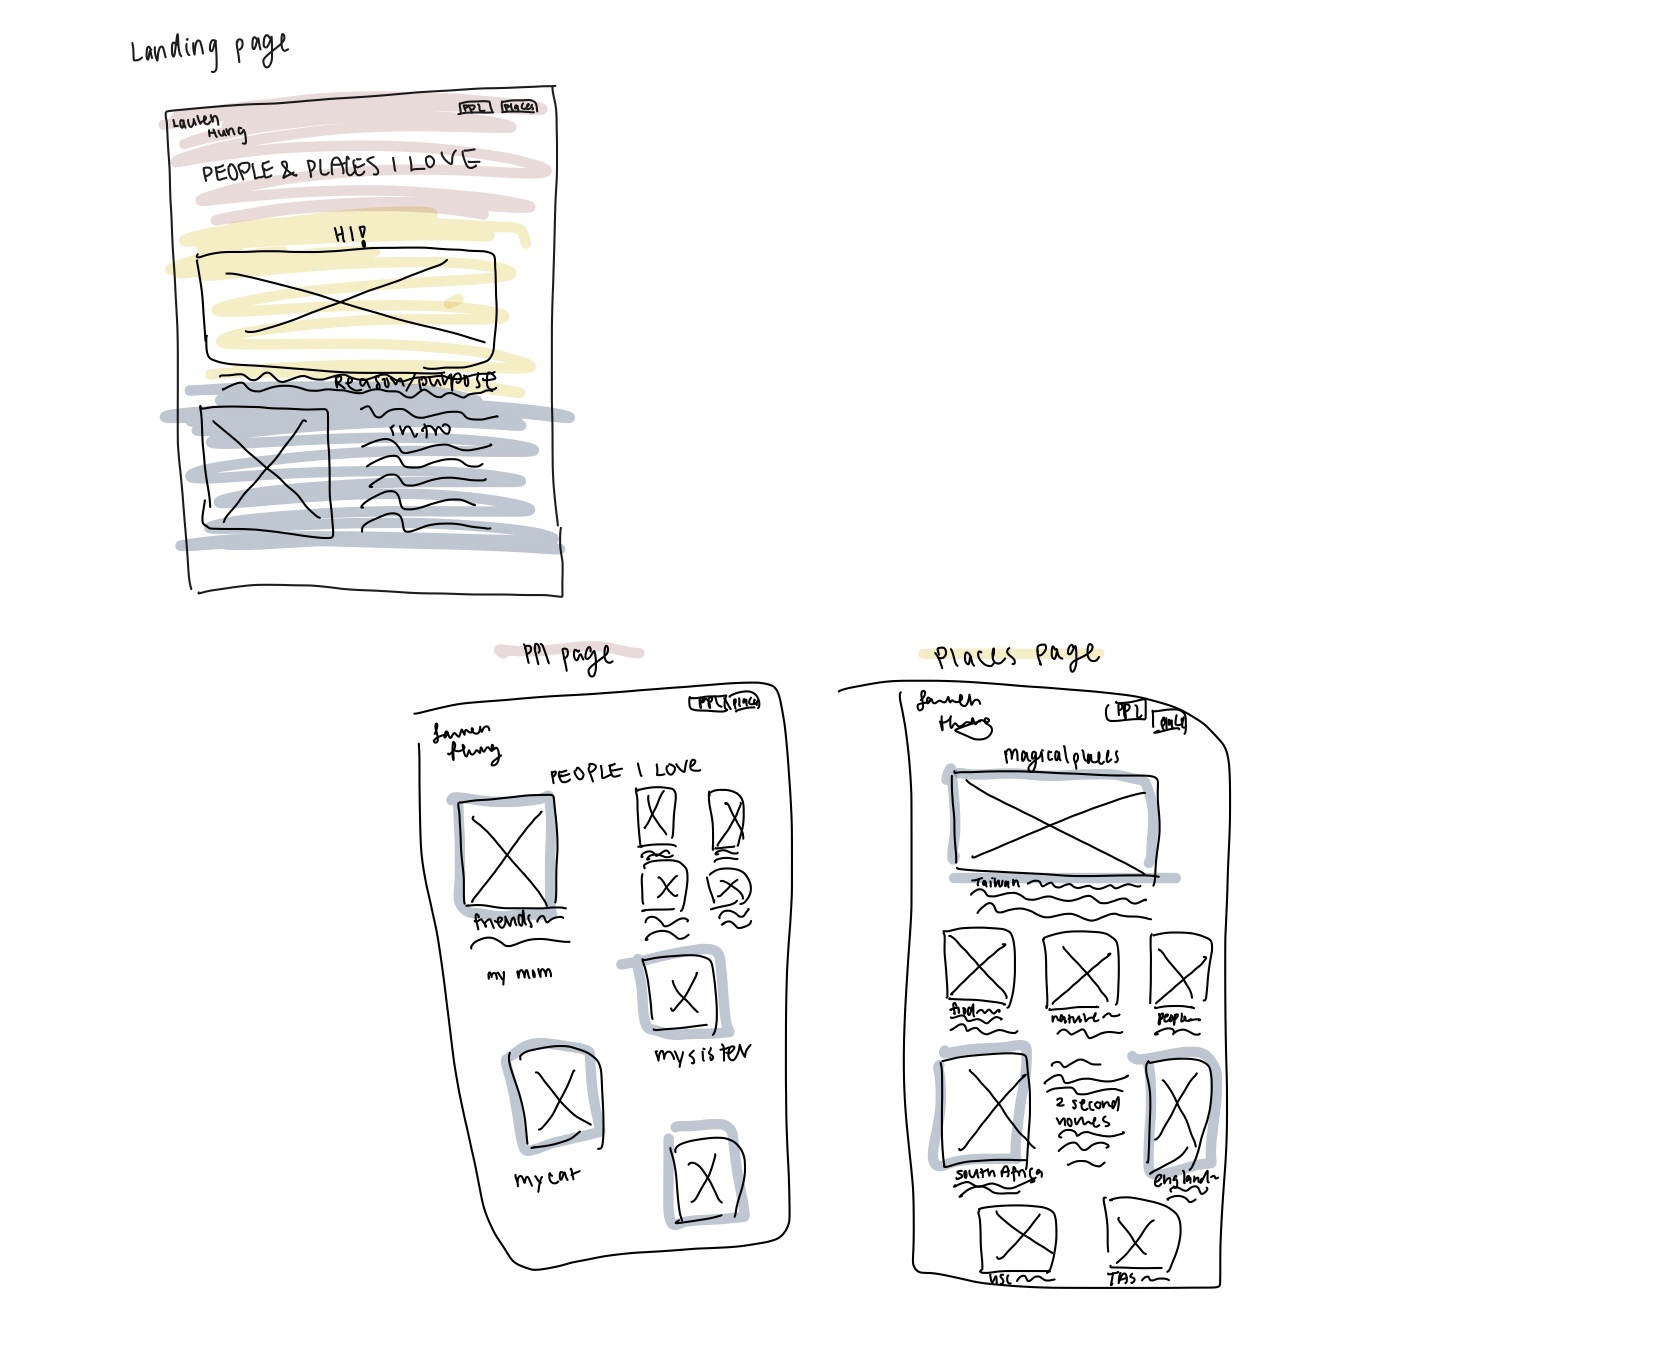 Landing page
Lauren
Hung
PPL
Places
PEOPLE & PLACES I LOVE
HI!
Reason/purpose
intro
PPl page
PPL
places
Lauren
Hung
PEOPLE I LOVE
friends
my mom
my sister
my cat
Places page
Lauren
Hung
PPL
places
Magical places
Taiwan
food
nature
people
2 second
homes
south Africa
england
USC
TAS